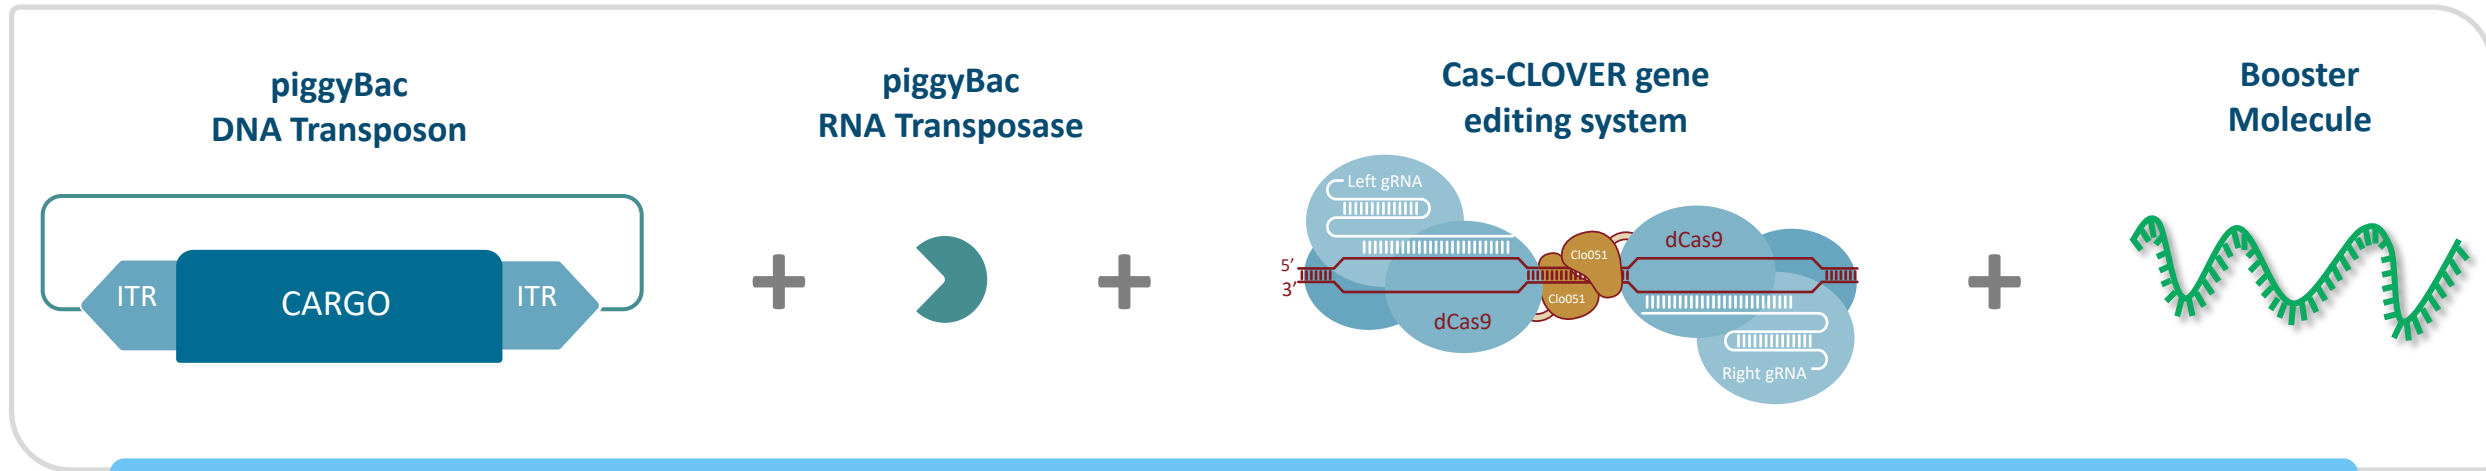 piggyBac
DNA Transposon
piggyBac
RNA Transposase
Cas-CLOVER gene
editing system
Booster
Molecule
ITR
CARGO
ITR
Left gRNA
dCas9
Clo051
5'
3'
Clo051
dCas9
Right gRNA